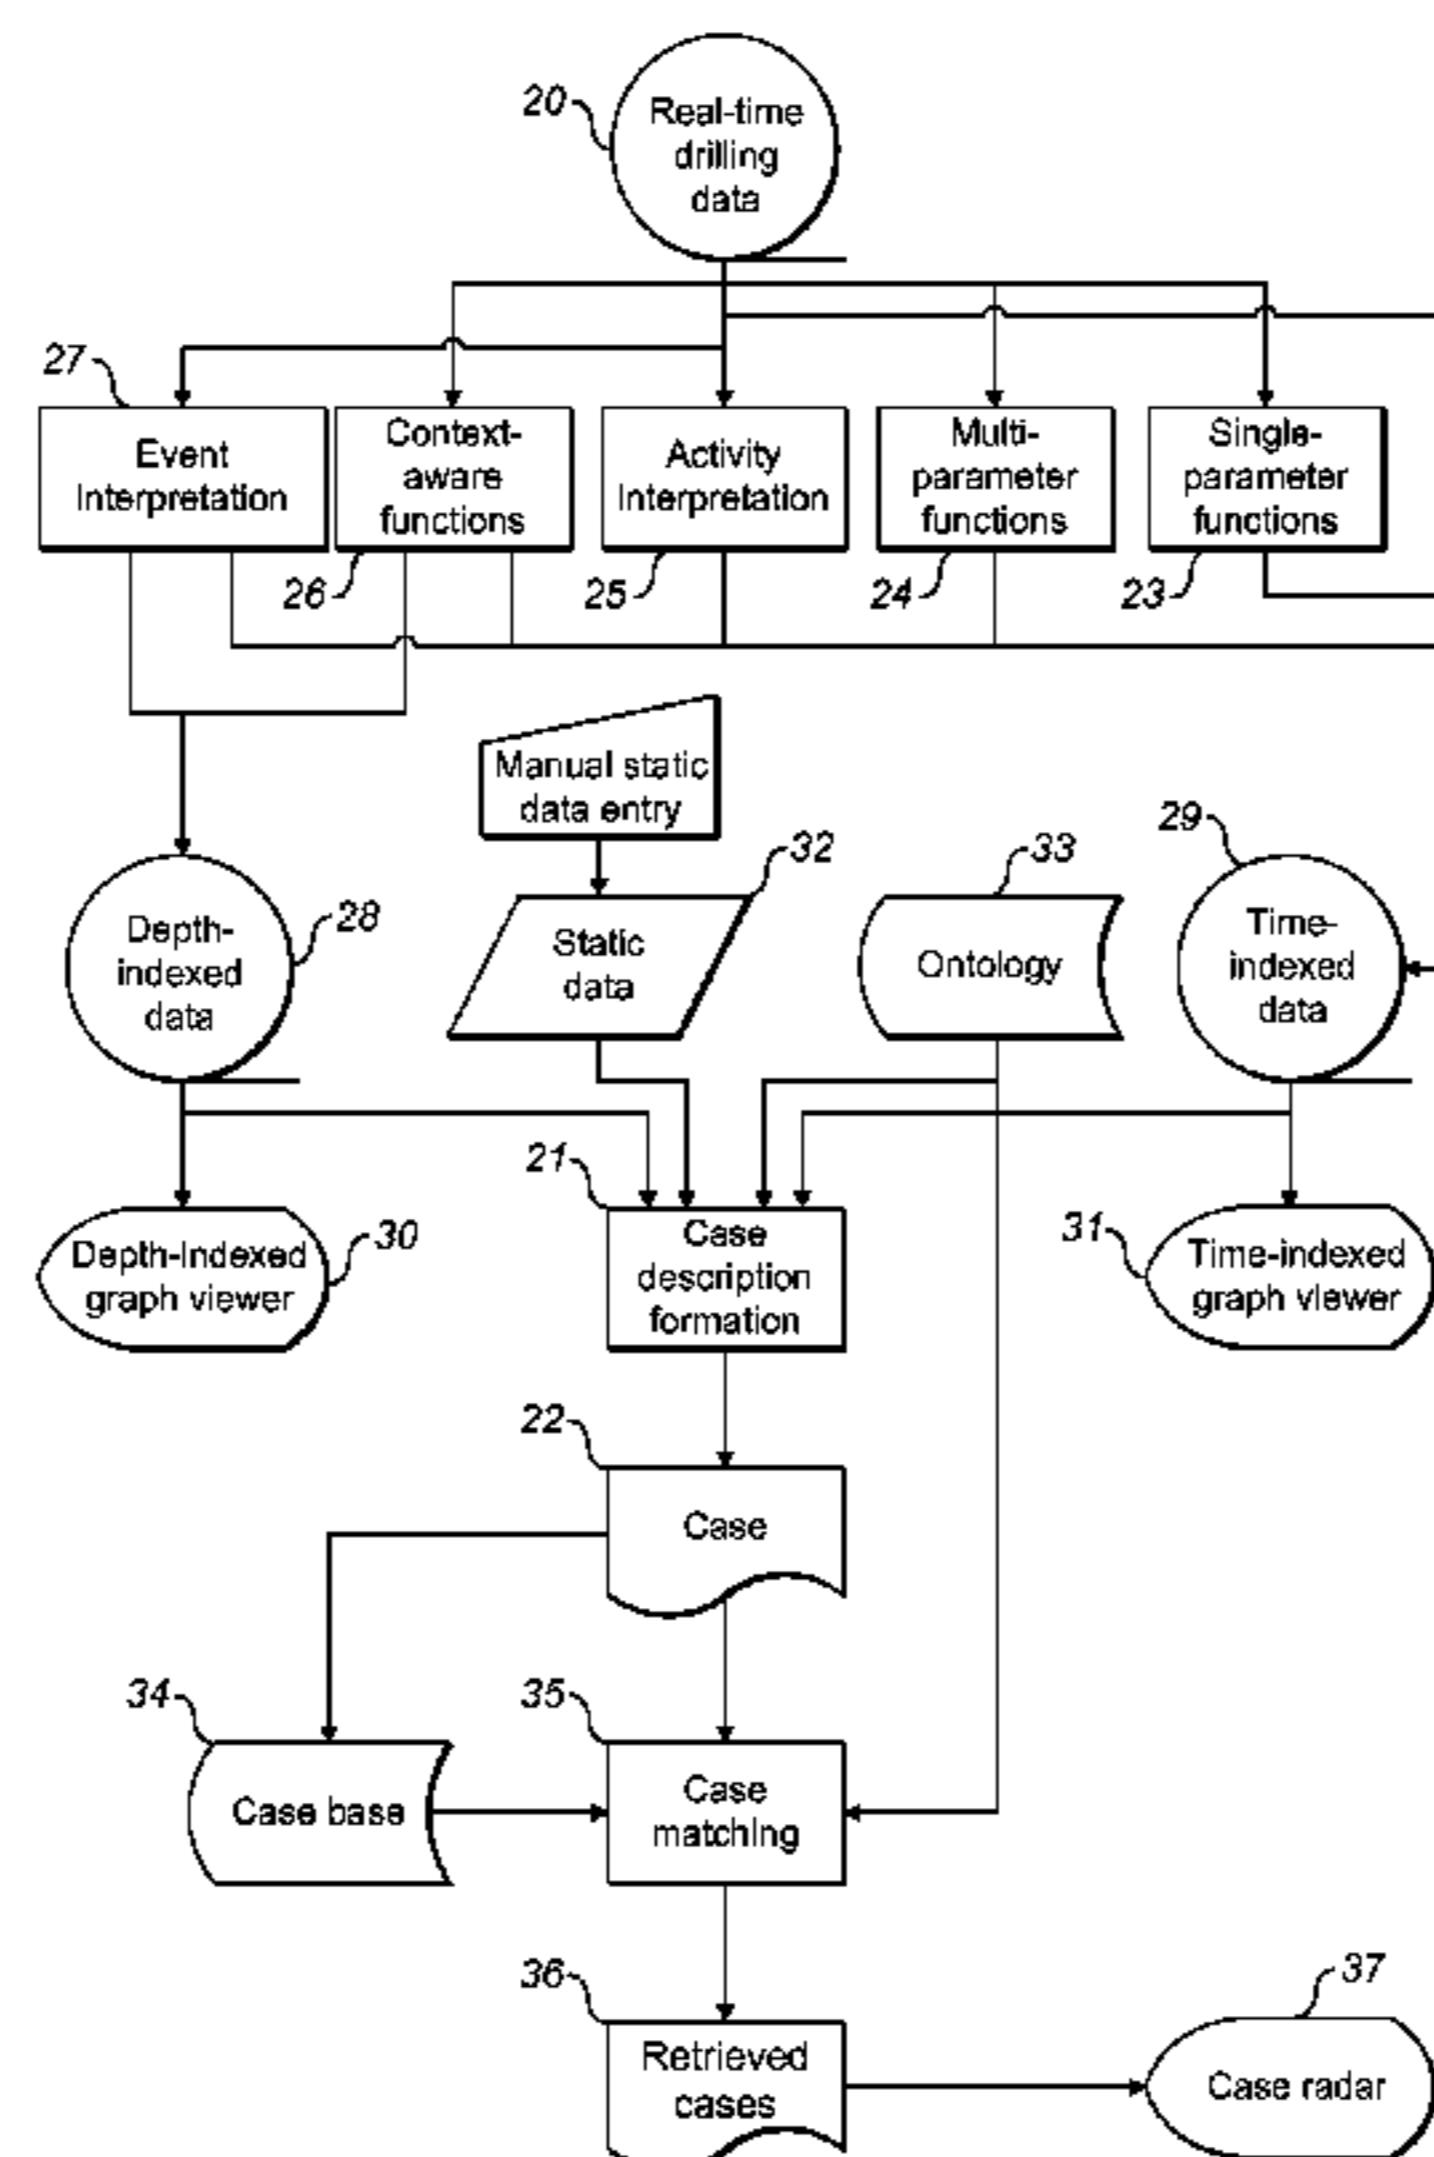 20
Real-time
drilling
data
27
Event
Interpretation
Context-
aware
functions
Activity
Interpretation
Multi-
parameter
functions
Single-
parameter
functions
26
25
24
23
Manual static
data entry
32
33
29
Depth-
indexed
data
28
Static
data
Ontology
Time-
indexed
data
21
Depth-Indexed
graph viewer
30
Case
description
formation
31
Time-indexed
graph viewer
22
Case
34
35
Case base
Case
matching
36
37
Retrieved
cases
Case radar